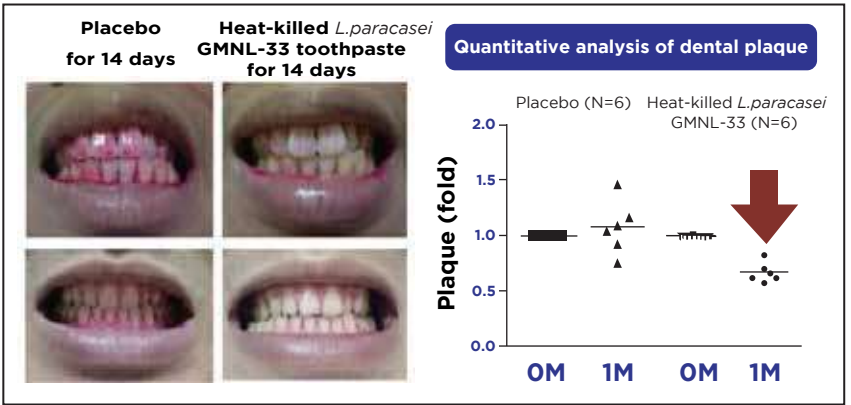 Placebo
for 14 days
Heat-killed L.paracasei
GMNL-33 toothpaste
for 14 days
Quantitative analysis of dental plaque
Placebo (N=6)
Heat-killed L.paracasei
GMNL-33 (N=6)
Plaque (fold)
2.0
1.5
1.0
0.5
0.0
0M
1M
0M
1M